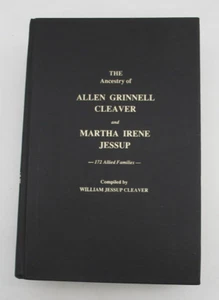 THE
Ancestry of
ALLEN GRINNELL
CLEAVER
and
MARTHA IRENE
JESSUP
— 172 Allied Families —
Compiled by
WILLIAM JESSUP CLEAVER